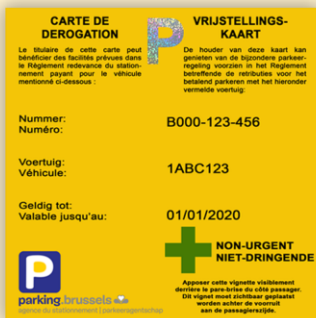 CARTE DE
DEROGATION
VRIJSTELLINGS-
KAART
P
Le titulaire de cette carte peut
bénéficier des facilités prévues dans
le Règlement redevance du station-
nement payant pour le véhicule
mentionné ci-dessous :
De houder van deze kaart kan
genieten van de bijzondere parkeer-
regeling voorzien in het Reglement
betreffende de retributies voor het
betalend parkeren met het hieronder
vermelde voertuig:
Nummer:
Numéro:
B000-123-456
Voertuig:
Véhicule:
1ABC123
Geldig tot:
Valable jusqu'au:
01/01/2020
NON-URGENT
NIET-DRINGENDE
P
parking.brussels
agence du stationnement | parkeeragentschap
Apposer cette vignette visiblement
derrière le pare-brise du côté passager.
Dit vignet moet zichtbaar geplaatst
worden achter de voorruit
aan de passagierszijde.